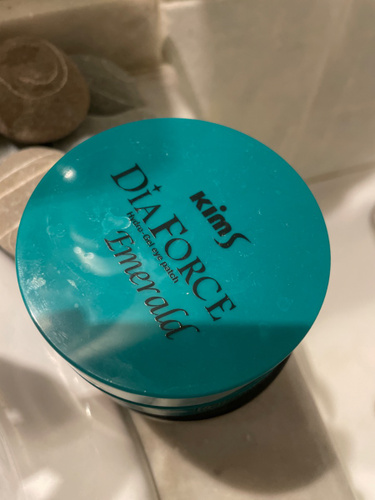 Kims
DIAFORCE
Hydro-Gel eye patch
Emerald